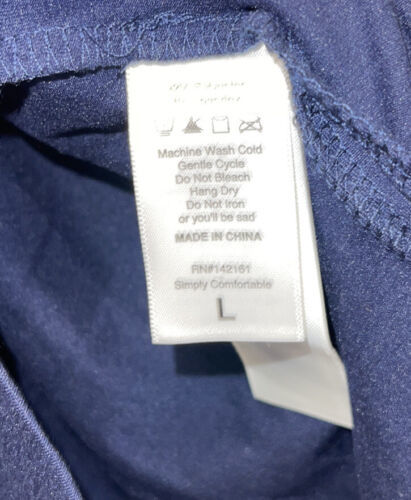 Machine Wash Cold
Gentle Cycle
Do Not Bleach
Hang Dry
Do Not Iron
or you'll be sad
MADE IN CHINA
RN#142161
Simply Comfortable
L